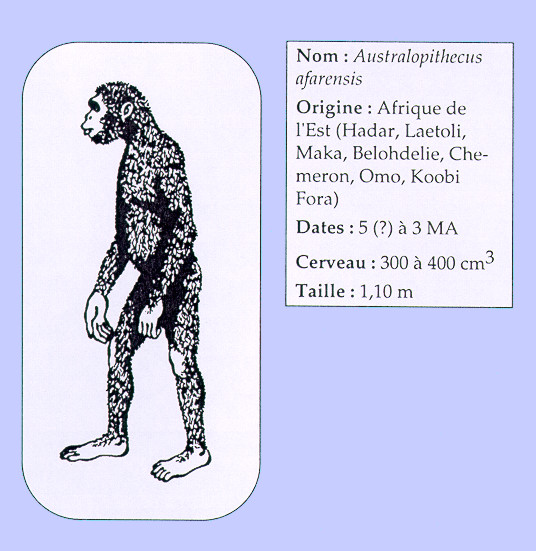 Nom : Australopithecus
afarensis
Origine : Afrique de
l'Est (Hadar, Laetoli,
Maka, Belohdelie, Che-
meron, Omo, Koobi
Fora)
Dates : 5 (?) à 3 MA
Cerveau : 300 à 400 cm³
Taille : 1,10 m